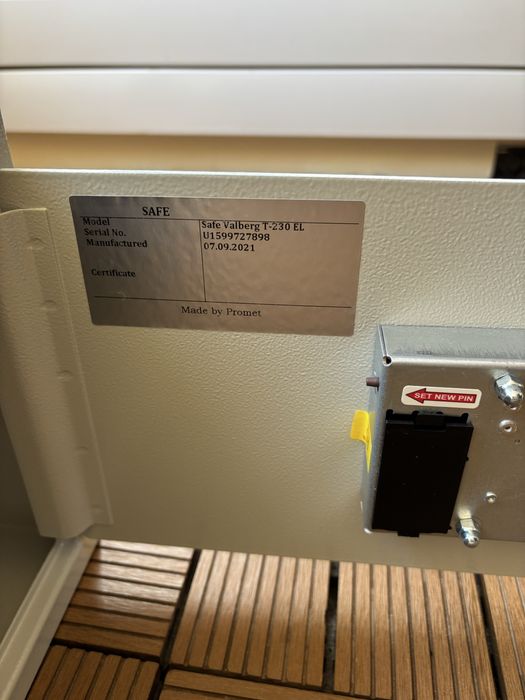 SAFE
Model Safe Valberg T-230 EL
Serial No. U1599727898
Manufactured 07.09.2021
Certificate
Made by Promet
SET NEW PIN